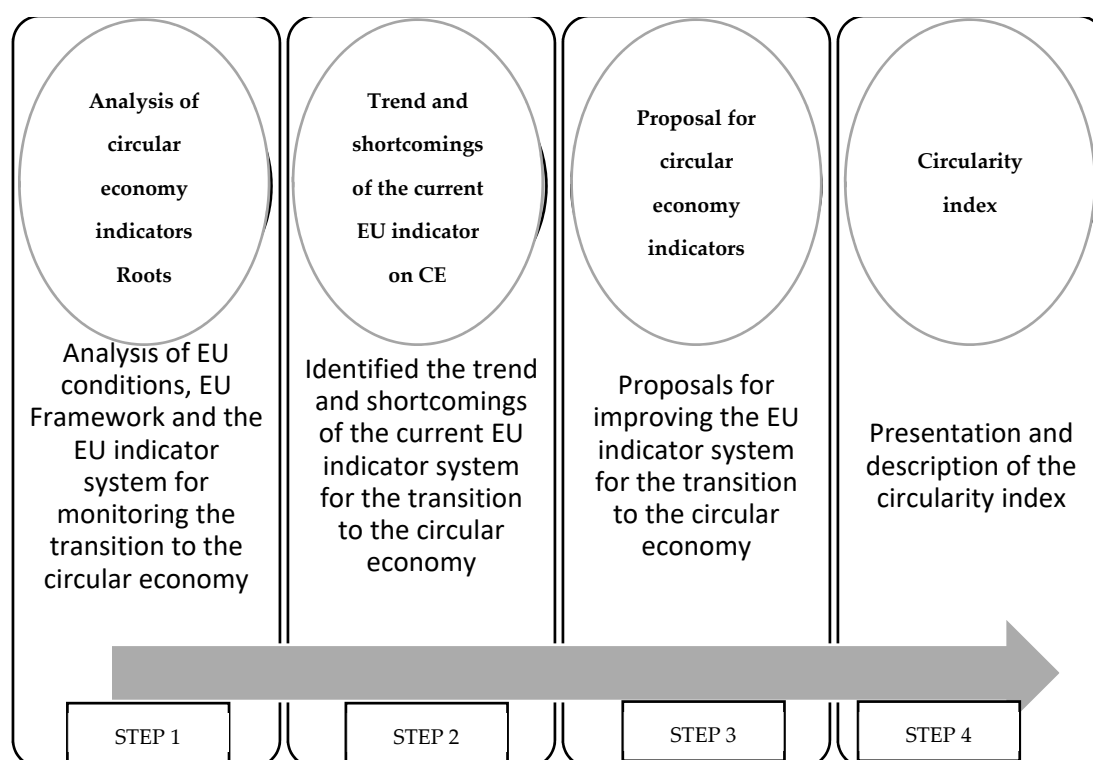 Analysis of
circular
economy
indicators
Roots
Analysis of EU
conditions, EU
Framework and the
EU indicator
system for
monitoring the
transition to the
circular economy
STEP 1
Trend and
shortcomings
of the current
EU indicator
on CE
Identified the trend
and shortcomings
of the current EU
indicator system
for the transition
to the circular
economy
STEP 2
Proposal for
circular
economy
indicators
Proposals for
improving the EU
indicator system
for the transition
to the circular
economy
STEP 3
Circularity
index
Presentation and
description of the
circularity index
STEP 4